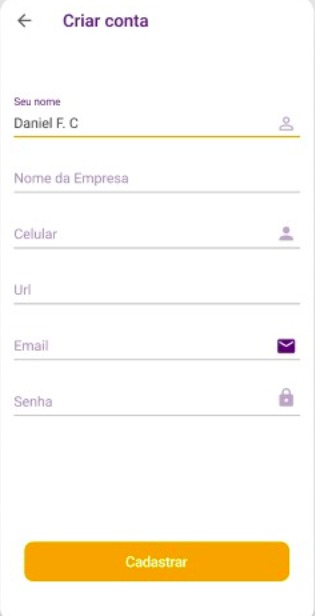 Criar conta
Seu nome
Daniel F. C
Nome da Empresa
Celular
Url
Email
Senha
Cadastrar